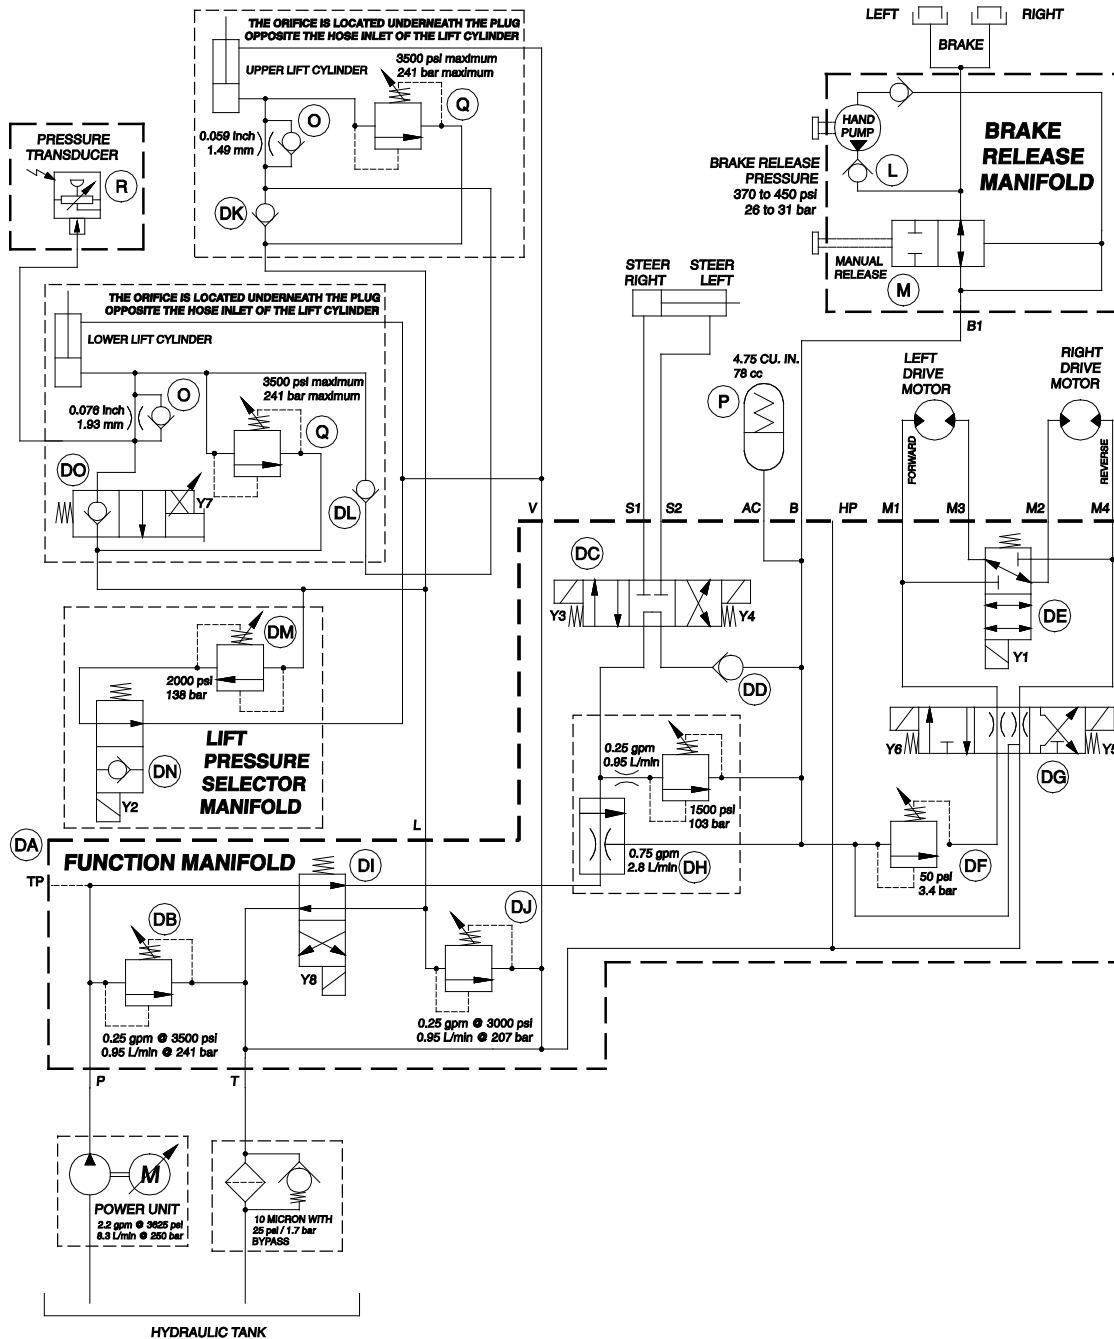 THE ORIFICE IS LOCATED UNDERNEATH THE PLUG
OPPOSITE THE HOSE INLET OF THE LIFT CYLINDER
UPPER LIFT CYLINDER
3500 psi maximum
241 bar maximum
Q
O
0.059 inch
1.49 mm
DK
PRESSURE
TRANSDUCER
R
LEFT
RIGHT
BRAKE
HAND
PUMP
BRAKE
RELEASE
MANIFOLD
L
BRAKE RELEASE
PRESSURE
370 to 450 psi
26 to 31 bar
MANUAL
RELEASE
M
B1
THE ORIFICE IS LOCATED UNDERNEATH THE PLUG
OPPOSITE THE HOSE INLET OF THE LIFT CYLINDER
LOWER LIFT CYLINDER
O
3500 psi maximum
241 bar maximum
0.076 inch
1.93 mm
Q
DO
Y7
DL
STEER
RIGHT
STEER
LEFT
4.75 CU. IN.
78 cc
P
LEFT
DRIVE
MOTOR
RIGHT
DRIVE
MOTOR
FORWARD
REVERSE
V
S1
S2
AC
B
HP
M1
M3
M2
M4
DC
Y3
Y4
DD
DE
Y1
DM
2000 psi
138 bar
LIFT
PRESSURE
SELECTOR
MANIFOLD
DN
Y2
0.25 gpm
0.95 L/min
1500 psi
103 bar
0.75 gpm
2.8 L/min
DH
Y6
Y5
DG
DF
50 psi
3.4 bar
L
DA
FUNCTION MANIFOLD
TP
DI
DB
DJ
Y8
0.25 gpm @ 3500 psi
0.95 L/min @ 241 bar
0.25 gpm @ 3000 psi
0.95 L/min @ 207 bar
P
T
M
POWER UNIT
2.2 gpm @ 3625 psi
8.3 L/min @ 250 bar
10 MICRON WITH
25 psi / 1.7 bar
BYPASS
HYDRAULIC TANK